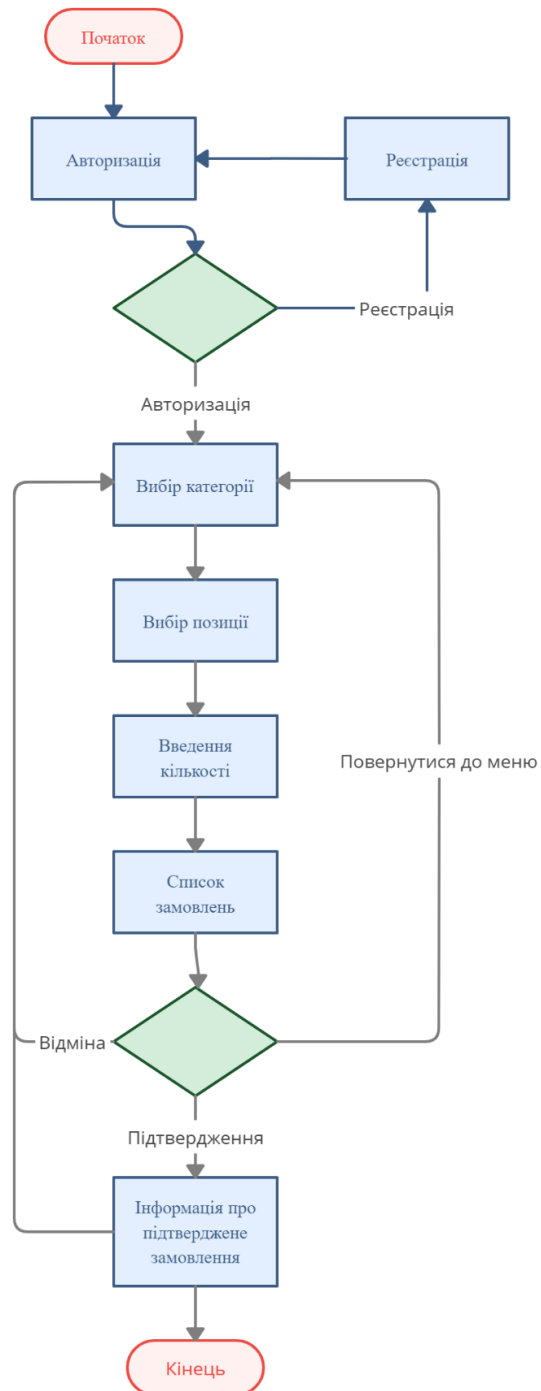 Початок
Авторизація
Реєстрація
Реєстрація
Авторизація
Вибір категорії
Вибір позиції
Введення
кількості
Повернутися до меню
Список
замовлень
Відміна
Підтвердження
Інформація про
підтверджене
замовлення
Кінець